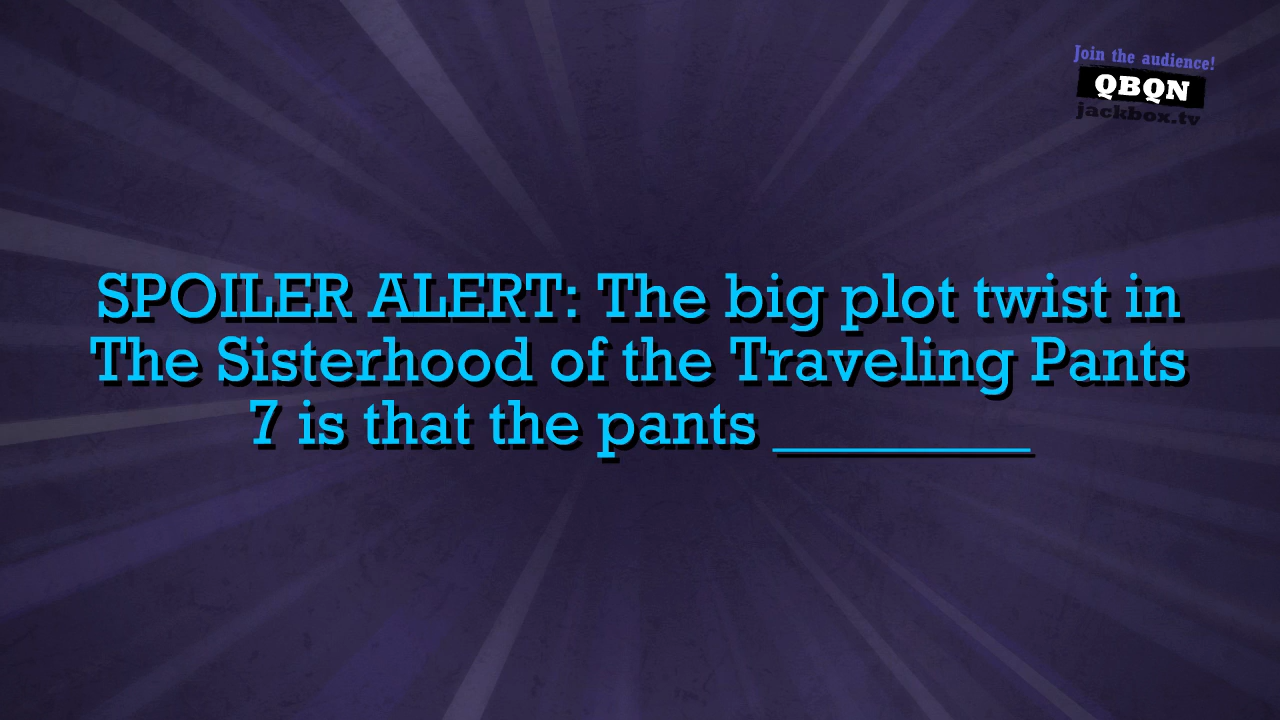 Join the audience!
QBQN
jackbox.tv
SPOILER ALERT: The big plot twist in
The Sisterhood of the Traveling Pants
7 is that the pants __________